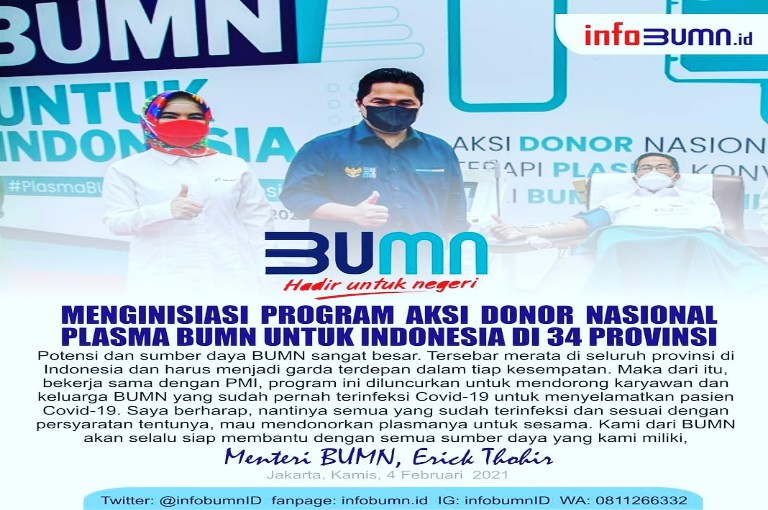 infoBUMN.id
BUMN
UNTUK
INDONESIA
AKSI DONOR NASION
BUMN
Hadir untuk negeri
MENGINISIASI PROGRAM AKSI DONOR NASIONAL
PLASMA BUMN UNTUK INDONESIA DI 34 PROVINSI
Potensi dan sumber daya BUMN sangat besar. Tersebar merata di seluruh provinsi di
Indonesia dan harus menjadi garda terdepan dalam tiap kesempatan. Maka dari itu,
bekerja sama dengan PMI, program ini diluncurkan untuk mendorong karyawan dan
keluarga BUMN yang sudah pernah terinfeksi Covid-19 untuk menyelamatkan pasien
Covid-19. Saya berharap, nantinya semua yang sudah terinfeksi dan sesuai dengan
persyaratan tentunya, mau mendonorkan plasmanya untuk sesama. Kami dari BUMN
akan selalu siap membantu dengan semua sumber daya yang kami miliki,
Menteri BUMN, Erick Thohir
Jakarta, Kamis, 4 Februari 2021
Twitter: @infobumnID fanpage: infobumn.id IG: infobumnID WA: 0811266332